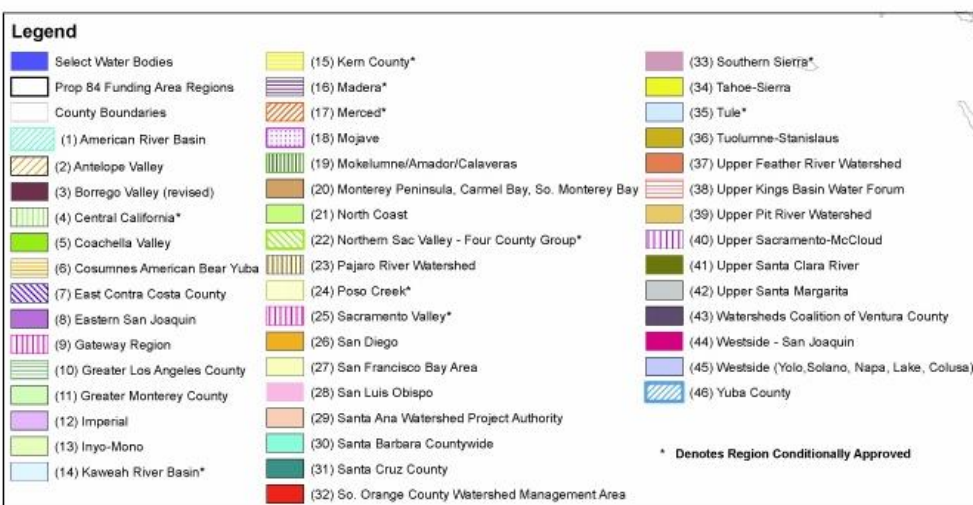 Legend
Select Water Bodies
Prop 84 Funding Area Regions
County Boundaries
(1) American River Basin
(2) Antelope Valley
(3) Borrego Valley (revised)
(4) Central California*
(5) Coachella Valley
(6) Cosumnes American Bear Yuba
(7) East Contra Costa County
(8) Eastern San Joaquin
(9) Gateway Region
(10) Greater Los Angeles County
(11) Greater Monterey County
(12) Imperial
(13) Inyo-Mono
(14) Kaweah River Basin*
(15) Kern County*
(16) Madera*
(17) Merced*
(18) Mojave
(19) Mokelumne/Amador/Calaveras
(20) Monterey Peninsula, Carmel Bay, So. Monterey Bay
(21) North Coast
(22) Northern Sac Valley - Four County Group*
(23) Pajaro River Watershed
(24) Poso Creek*
(25) Sacramento Valley*
(26) San Diego
(27) San Francisco Bay Area
(28) San Luis Obispo
(29) Santa Ana Watershed Project Authority
(30) Santa Barbara Countywide
(31) Santa Cruz County
(32) So. Orange County Watershed Management Area
(33) Southern Sierra*
(34) Tahoe-Sierra
(35) Tule*
(36) Tuolumne-Stanislaus
(37) Upper Feather River Watershed
(38) Upper Kings Basin Water Forum
(39) Upper Pit River Watershed
(40) Upper Sacramento-McCloud
(41) Upper Santa Clara River
(42) Upper Santa Margarita
(43) Watersheds Coalition of Ventura County
(44) Westside - San Joaquin
(45) Westside (Yolo,Solano, Napa, Lake, Colusa)
(46) Yuba County
* Denotes Region Conditionally Approved